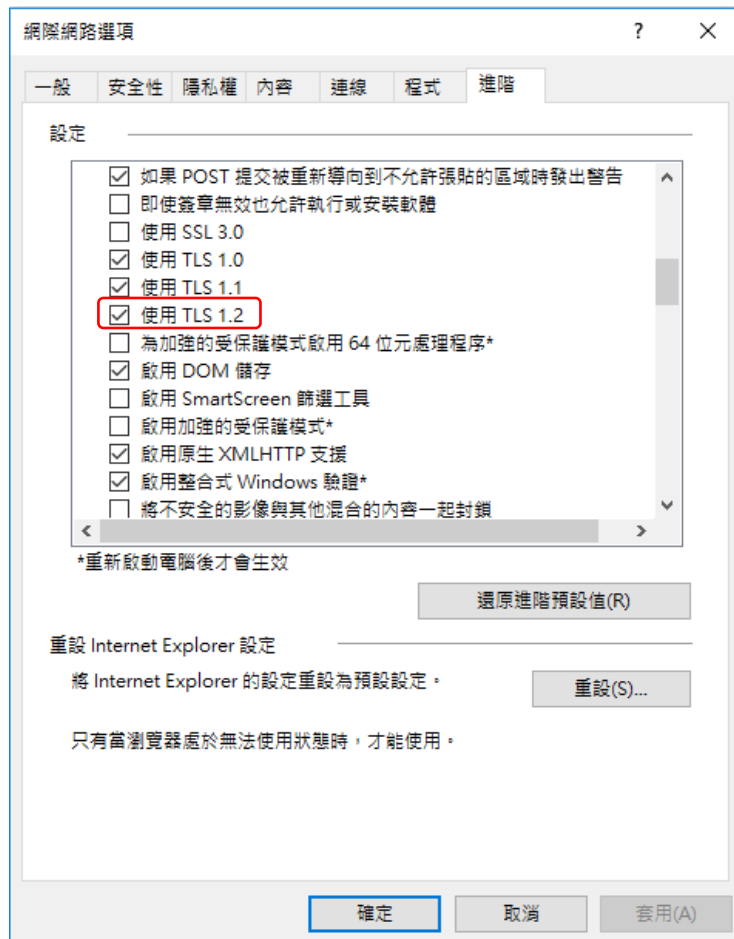 網際網路選項
一般 安全性 隱私權 內容 連線 程式 進階
設定
如果 POST 提交被重新導向到不允許張貼的區域時發出警告
即使簽章無效也允許執行或安裝軟體
使用 SSL 3.0
使用 TLS 1.0
使用 TLS 1.1
使用 TLS 1.2
為加強的受保護模式啟用 64 位元處理程序*
啟用 DOM 儲存
啟用 SmartScreen 篩選工具
啟用加強的受保護模式*
啟用原生 XMLHTTP 支援
啟用整合式 Windows 驗證*
將不安全的影像與其他混合的內容一起封鎖
*重新啟動電腦後才會生效
還原進階預設值(R)
重設 Internet Explorer 設定
將 Internet Explorer 的設定重設為預設設定。
重設(S)...
只有當瀏覽器處於無法使用狀態時，才能使用。
確定 取消 套用(A)